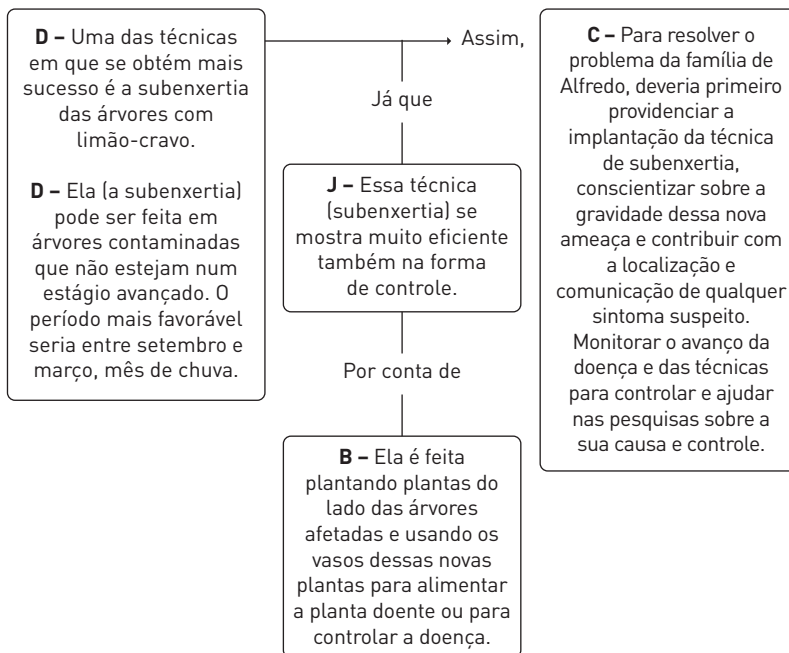 D – Uma das técnicas
em que se obtém mais
sucesso é a subenxertia
das árvores com
limão-cravo.
D – Ela (a subenxertia)
pode ser feita em
árvores contaminadas
que não estejam num
estágio avançado. O
período mais favorável
seria entre setembro e
março, mês de chuva.
Assim,
Já que
J – Essa técnica
(subenxertia) se
mostra muito eficiente
também na forma
de controle.
Por conta de
B – Ela é feita
plantando plantas do
lado das árvores
afetadas e usando os
vasos dessas novas
plantas para alimentar
a planta doente ou para
controlar a doença.
C – Para resolver o
problema da família de
Alfredo, deveria primeiro
providenciar a
implantação da técnica
de subenxertia,
conscientizar sobre a
gravidade dessa nova
ameaça e contribuir com
a localização e
comunicação de qualquer
sintoma suspeito.
Monitorar o avanço da
doença e das técnicas
para controlar e ajudar
nas pesquisas sobre a
sua causa e controle.